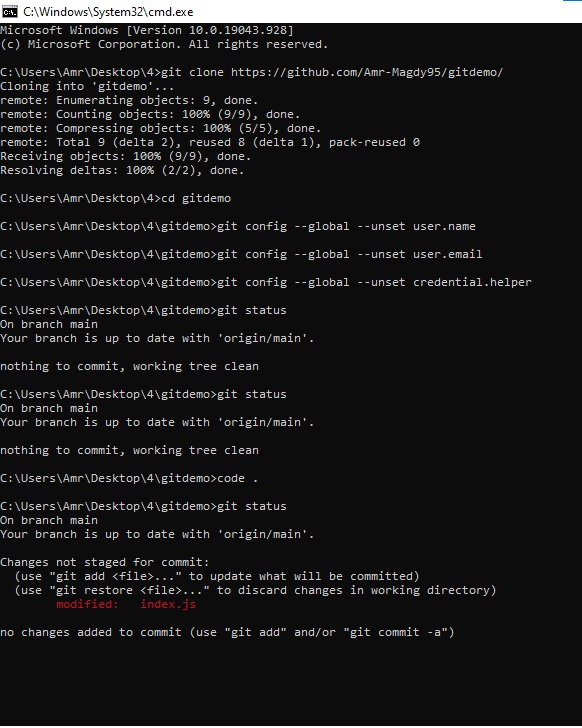 C:\Windows\System32\cmd.exe
Microsoft Windows [Version 10.0.19043.928]
(c) Microsoft Corporation. All rights reserved.
C:\Users\Amr\Desktop\4>git clone https://github.com/Amr-Magdy95/gitdemo/
Cloning into 'gitdemo'...
remote: Enumerating objects: 9, done.
remote: Counting objects: 100% (9/9), done.
remote: Compressing objects: 100% (5/5), done.
remote: Total 9 (delta 2), reused 8 (delta 1), pack-reused 0
Receiving objects: 100% (9/9), done.
Resolving deltas: 100% (2/2), done.
C:\Users\Amr\Desktop\4>cd gitdemo
C:\Users\Amr\Desktop\4\gitdemo>git config --global --unset user.name
C:\Users\Amr\Desktop\4\gitdemo>git config --global --unset user.email
C:\Users\Amr\Desktop\4\gitdemo>git config --global --unset credential.helper
C:\Users\Amr\Desktop\4\gitdemo>git status
On branch main
Your branch is up to date with 'origin/main'.
nothing to commit, working tree clean
C:\Users\Amr\Desktop\4\gitdemo>git status
On branch main
Your branch is up to date with 'origin/main'.
nothing to commit, working tree clean
C:\Users\Amr\Desktop\4\gitdemo>code .
C:\Users\Amr\Desktop\4\gitdemo>git status
On branch main
Your branch is up to date with 'origin/main'.
Changes not staged for commit:
(use "git add <file>..." to update what will be committed)
(use "git restore <file>..." to discard changes in working directory)
modified: index.js
no changes added to commit (use "git add" and/or "git commit -a")